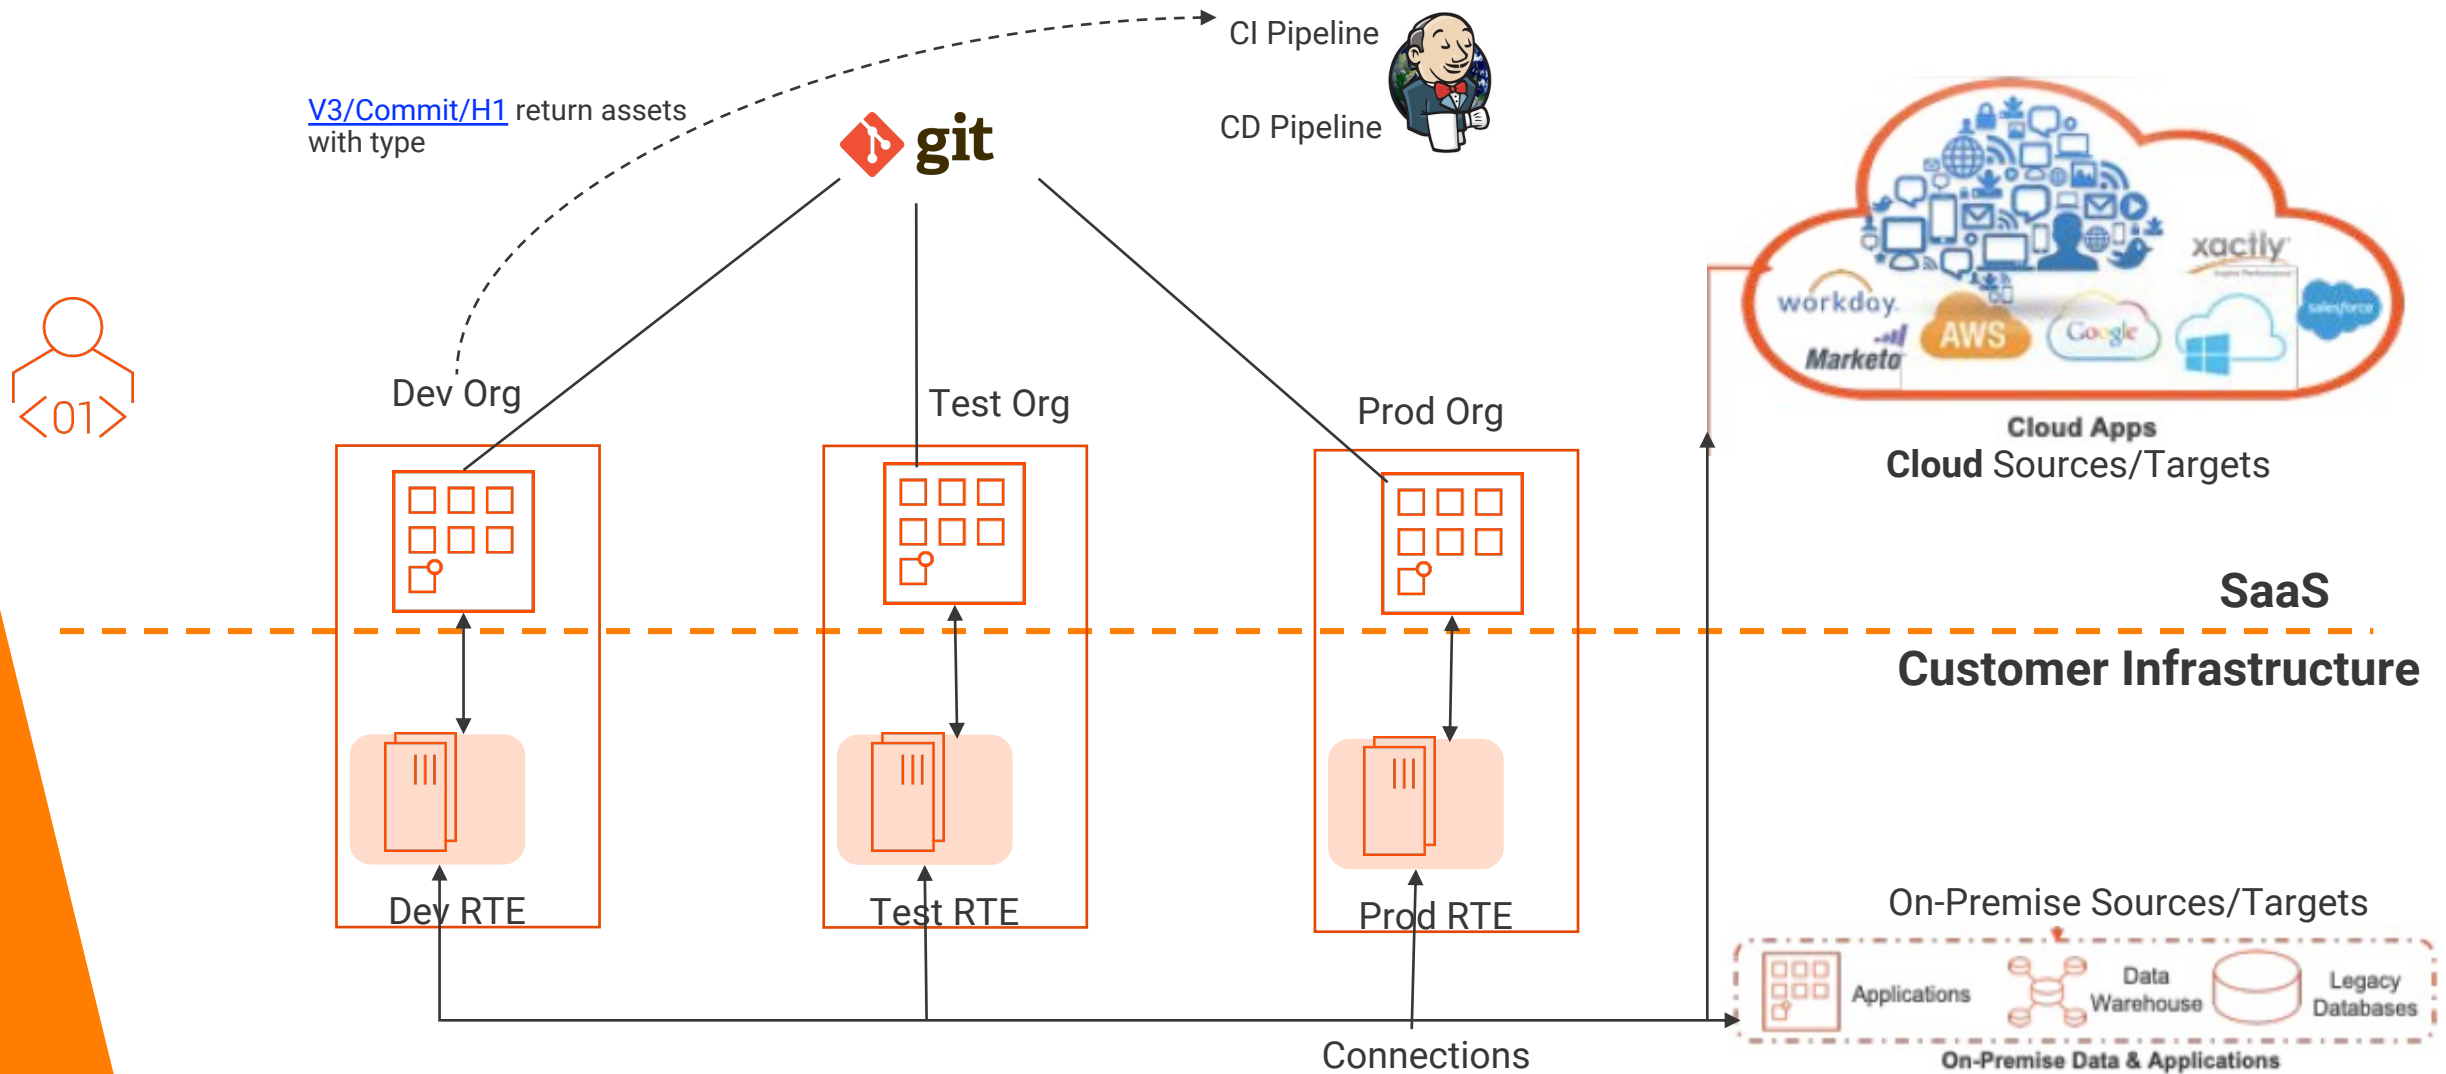 CI Pipeline
V3/Commit/H1 return assets
with type
git
CD Pipeline
xactly
workday.
Marketo
AWS
Google
salesforce
<01>
Dev Org
Test Org
Prod Org
Cloud Apps
Cloud Sources/Targets
SaaS
Customer Infrastructure
Dev RTE
Test RTE
Prod RTE
On-Premise Sources/Targets
Applications
Data
Warehouse
Legacy
Databases
Connections
On-Premise Data & Applications